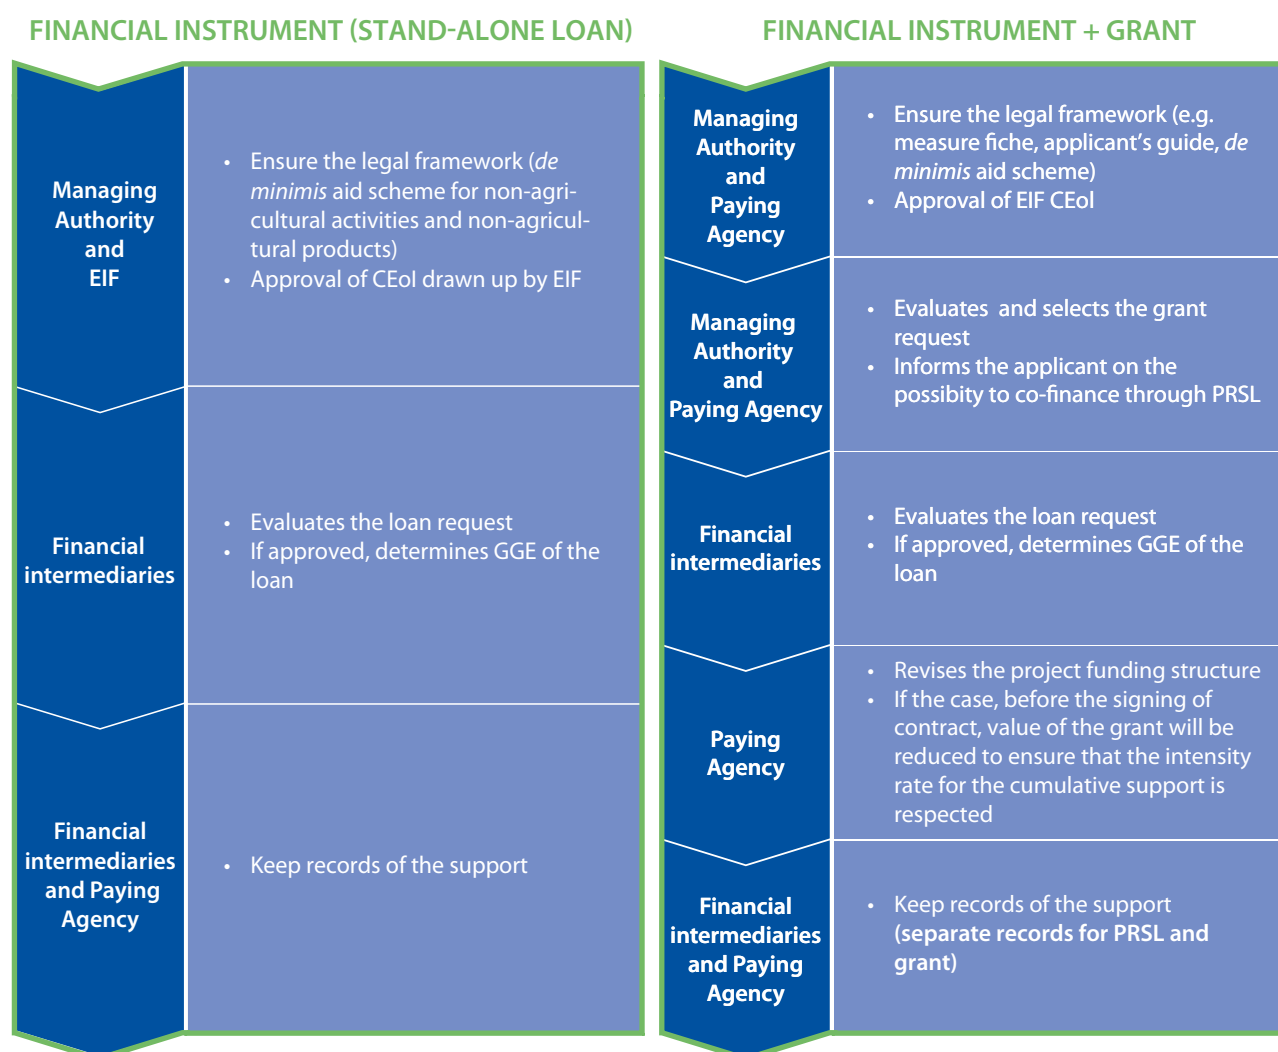 FINANCIAL INSTRUMENT (STAND-ALONE LOAN)
Managing
Authority
and
EIF
• Ensure the legal framework (de
minimis aid scheme for non-agri-
cultural activities and non-agricul-
tural products)
• Approval of CEoI drawn up by EIF
Financial
intermediaries
• Evaluates the loan request
• If approved, determines GGE of the
loan
Financial
intermediaries
and Paying
Agency
• Keep records of the support
FINANCIAL INSTRUMENT + GRANT
Managing
Authority
and
Paying
Agency
• Ensure the legal framework (e.g.
measure fiche, applicant's guide, de
minimis aid scheme)
• Approval of EIF CEoI
Managing
Authority
and
Paying Agency
• Evaluates and selects the grant
request
• Informs the applicant on the
possibity to co-finance through PRSL
Financial
intermediaries
• Evaluates the loan request
• If approved, determines GGE of the
loan
Paying
Agency
• Revises the project funding structure
• If the case, before the signing of
contract, value of the grant will be
reduced to ensure that the intensity
rate for the cumulative support is
respected
Financial
intermediaries
and Paying
Agency
• Keep records of the support
(separate records for PRSL and
grant)